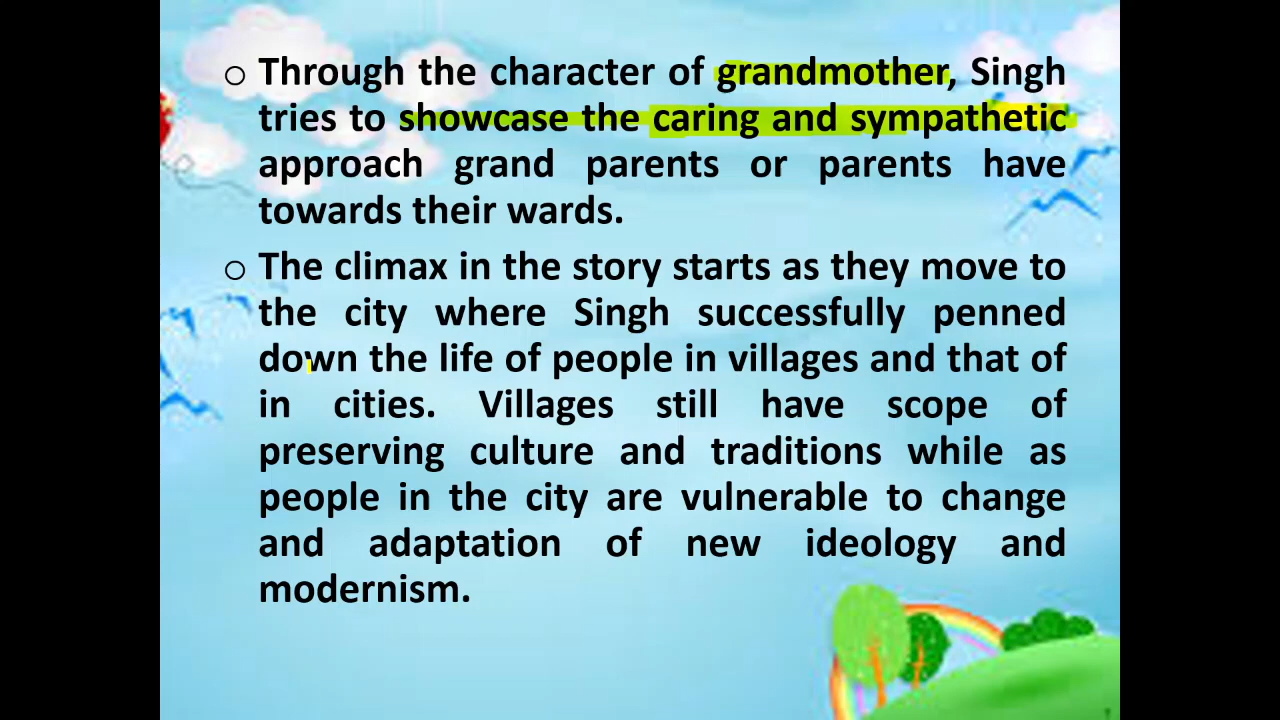 ○ Through the character of grandmother, Singh
tries to showcase the caring and sympathetic
approach grand parents or parents have
towards their wards.
○ The climax in the story starts as they move to
the city where Singh successfully penned
down the life of people in villages and that of
in cities. Villages still have scope of
preserving culture and traditions while as
people in the city are vulnerable to change
and adaptation of new ideology and
modernism.